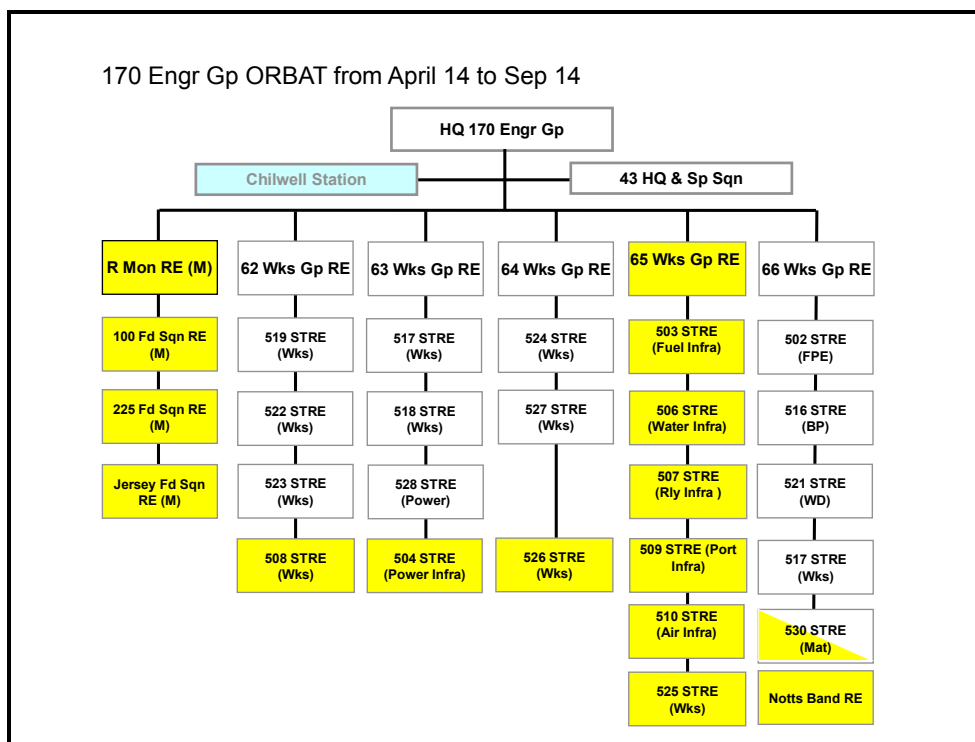 170 Engr Gp ORBAT from April 14 to Sep 14
HQ 170 Engr Gp
Chilwell Station
43 HQ & Sp Sqn
R Mon RE (M)
100 Fd Sqn RE
(M)
225 Fd Sqn RE
(M)
Jersey Fd Sqn
RE (M)
62 Wks Gp RE
519 STRE
(Wks)
522 STRE
(Wks)
523 STRE
(Wks)
508 STRE
(Wks)
63 Wks Gp RE
517 STRE
(Wks)
518 STRE
(Wks)
528 STRE
(Power)
504 STRE
(Power Infra)
64 Wks Gp RE
524 STRE
(Wks)
527 STRE
(Wks)
526 STRE
(Wks)
65 Wks Gp RE
503 STRE
(Fuel Infra)
506 STRE
(Water Infra)
507 STRE
(Rly Infra )
509 STRE (Port
Infra)
510 STRE
(Air Infra)
525 STRE
(Wks)
66 Wks Gp RE
502 STRE
(FPE)
516 STRE
(BP)
521 STRE
(WD)
517 STRE
(Wks)
530 STRE
(Mat)
Notts Band RE